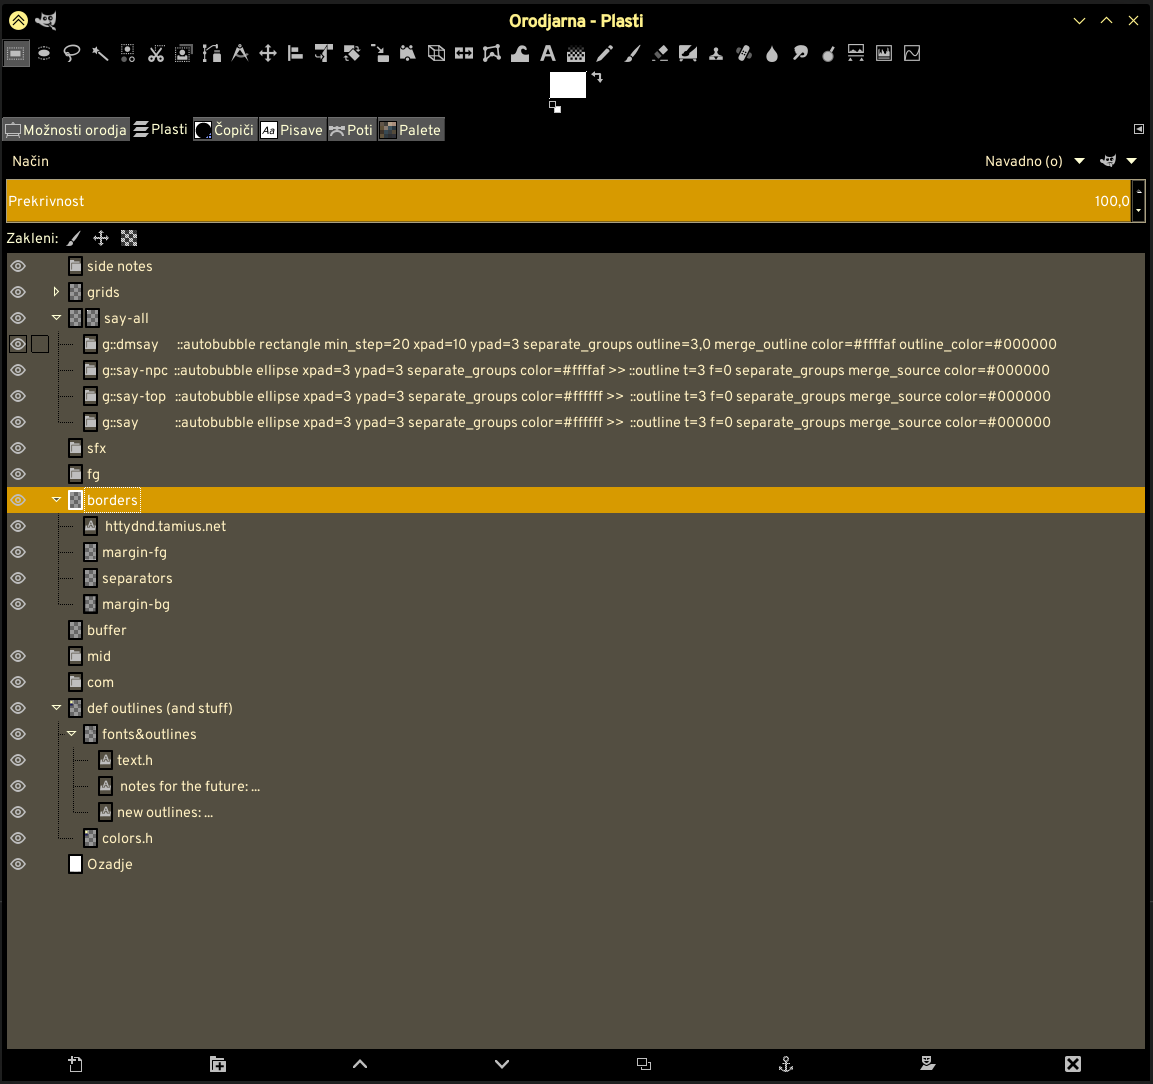 Orodjarna - Plasti
Možnosti orodja Plasti Čopiči Aa Pisave Poti Palete
Način Navadno (o)
Prekrivnost 100,0
Zakleni:
side notes
grids
say-all
g::dmsay ::autobubble rectangle min_step=20 xpad=10 ypad=3 separate_groups outline=3,0 merge_outline color=#ffffaf outline_color=#000000
g::say-npc ::autobubble ellipse xpad=3 ypad=3 separate_groups color=#ffffaf >> ::outline t=3 f=0 separate_groups merge_source color=#000000
g::say-top ::autobubble ellipse xpad=3 ypad=3 separate_groups color=#ffffff >> ::outline t=3 f=0 separate_groups merge_source color=#000000
g::say ::autobubble ellipse xpad=3 ypad=3 separate_groups color=#ffffff >> ::outline t=3 f=0 separate_groups merge_source color=#000000
sfx
fg
borders
httydnd.tamius.net
margin-fg
separators
margin-bg
buffer
mid
com
def outlines (and stuff)
fonts&outlines
text.h
notes for the future: ...
new outlines: ...
colors.h
Ozadje